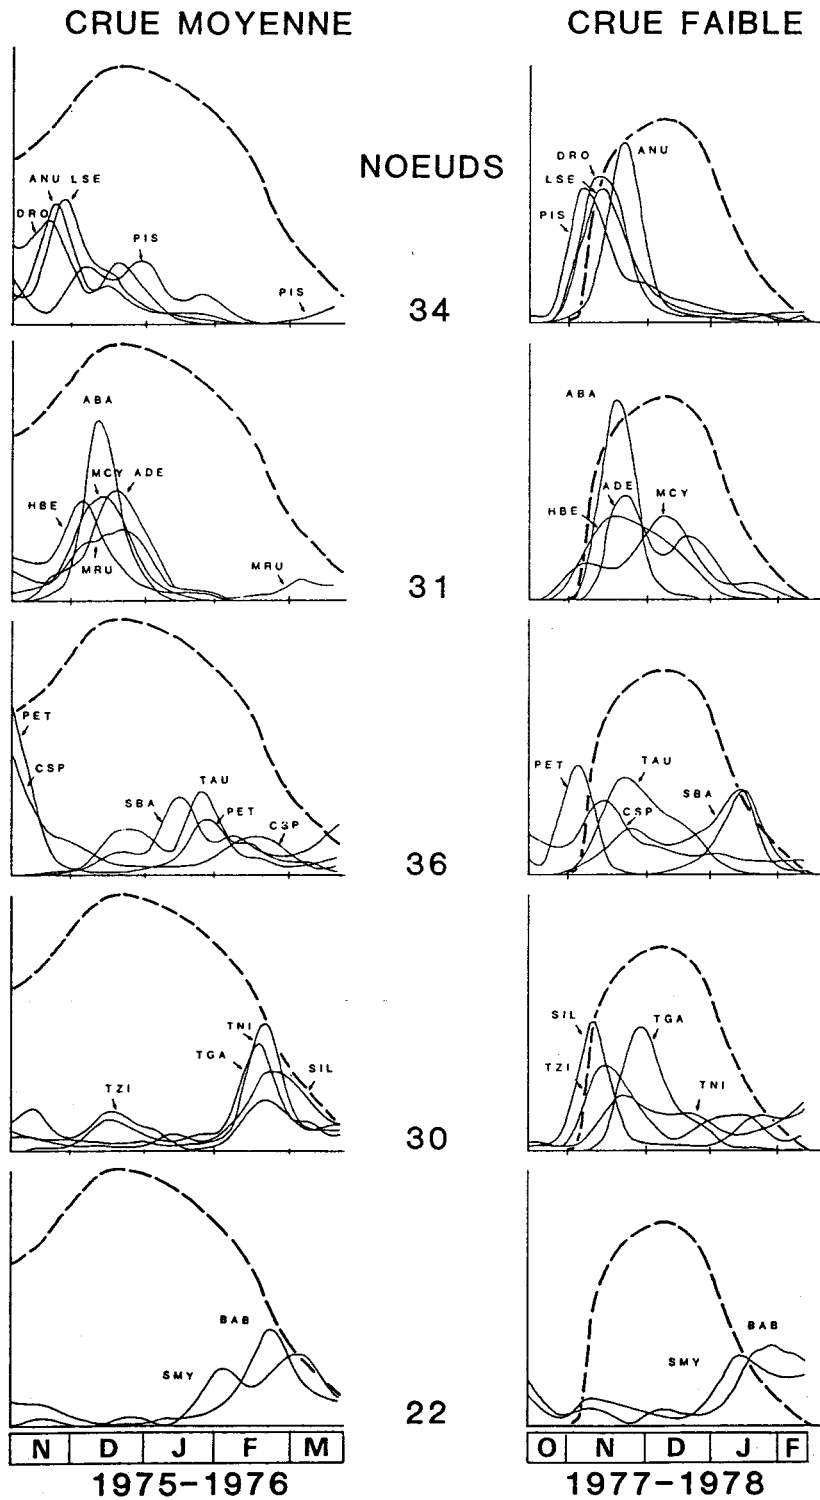 CRUE MOYENNE CRUE FAIBLE
NOEUDS
ANU LSE
DRO
PIS
PIS
34
DRO
ANU
LSE
PIS
ABA
MCY ADE
HBE
MRU
MRU
31
ABA
ADE
MCY
HBE
PET
CSP
SBA
TAU
PET
CSP
36
PET
TAU
CSP
SBA
TNI
TGA
SIL
TZI
30
SIL
TGA
TZI
TNI
BAB
SMY
22
BAB
SMY
N D J F M
O N D J F
1975-1976
1977-1978